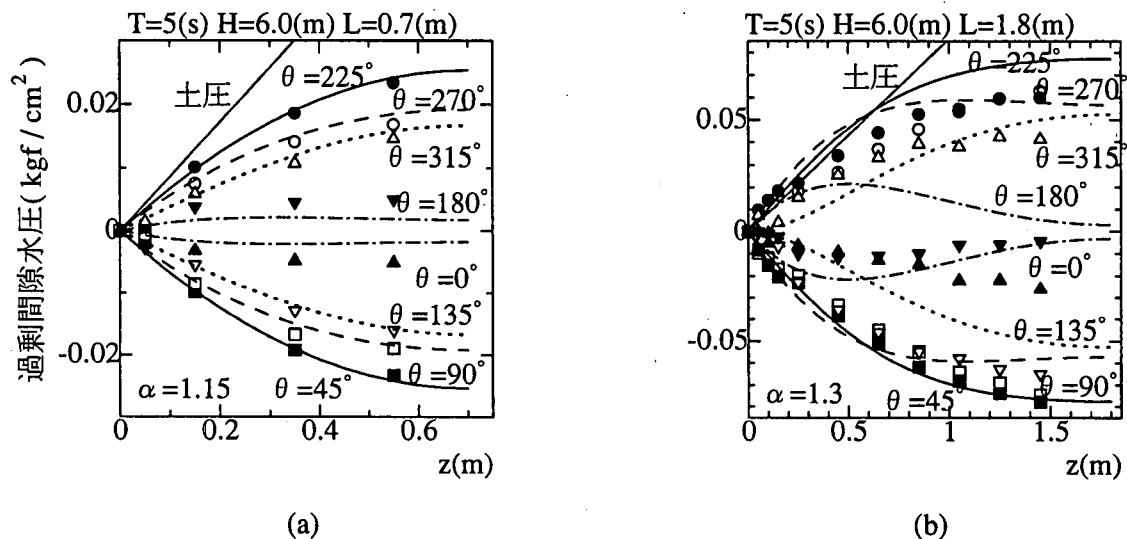 T=5(s) H=6.0(m) L=0.7(m)
過剰間隙水圧(kgf/cm²)
0.02
0
-0.02
土圧
θ=225°
θ=270°
θ=315°
θ=180°
θ=0°
θ=135°
θ=90°
θ=45°
α=1.15
0 0.2 0.4 0.6
z(m)
(a)
T=5(s) H=6.0(m) L=1.8(m)
0.05
0
-0.05
土圧
θ=225°
θ=270°
θ=315°
θ=180°
θ=0°
θ=135°
θ=90°
θ=45
α=1.3
0 0.5 1 1.5
z(m)
(b)